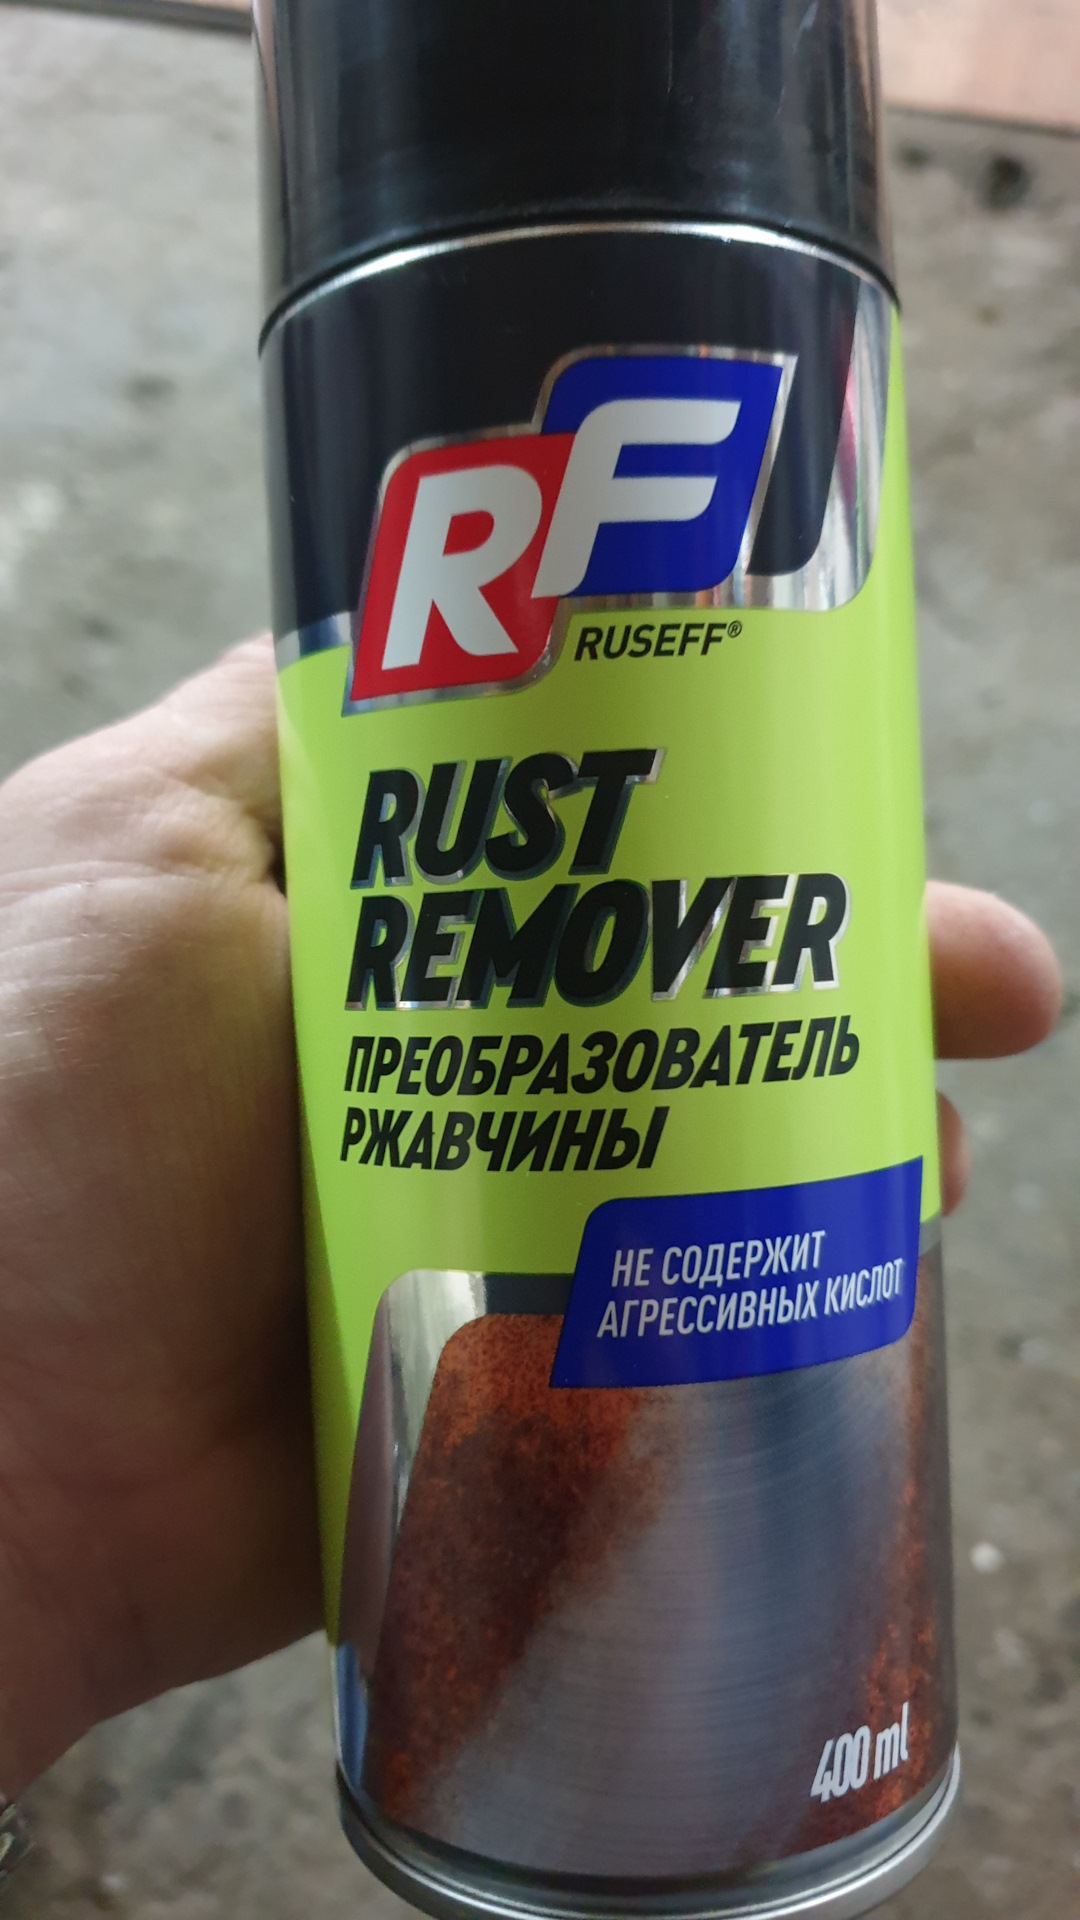 RF
RUSEFF®
RUST
REMOVER
ПРЕОБРАЗОВАТЕЛЬ
РЖАВЧИНЫ
НЕ СОДЕРЖИТ
АГРЕССИВНЫХ КИСЛОТ
400 ml